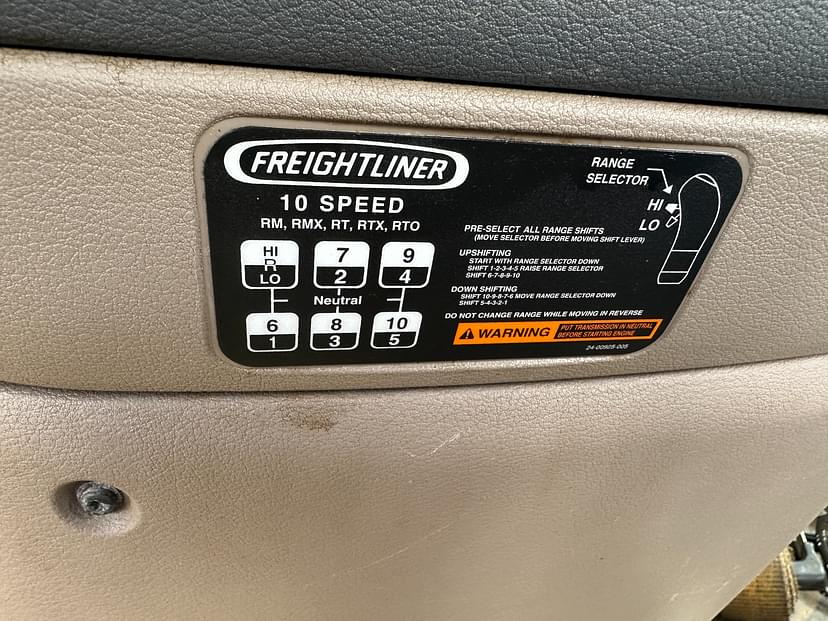 FREIGHTLINER
10 SPEED
RM, RMX, RT, RTX, RTO
HI
R
LO
7
2
9
4
Neutral
6
1
8
3
10
5
RANGE
SELECTOR
HI
LO
PRE-SELECT ALL RANGE SHIFTS
(MOVE SELECTOR BEFORE MOVING SHIFT LEVER)
UPSHIFTING
START WITH RANGE SELECTOR DOWN
SHIFT 1-2-3-4-5 RAISE RANGE SELECTOR
SHIFT 6-7-8-9-10
DOWN SHIFTING
SHIFT 10-9-8-7-6 MOVE RANGE SELECTOR DOWN
SHIFT 5-4-3-2-1
DO NOT CHANGE RANGE WHILE MOVING IN REVERSE
WARNING
PUT TRANSMISSION IN NEUTRAL
BEFORE STARTING ENGINE
24-00925-005